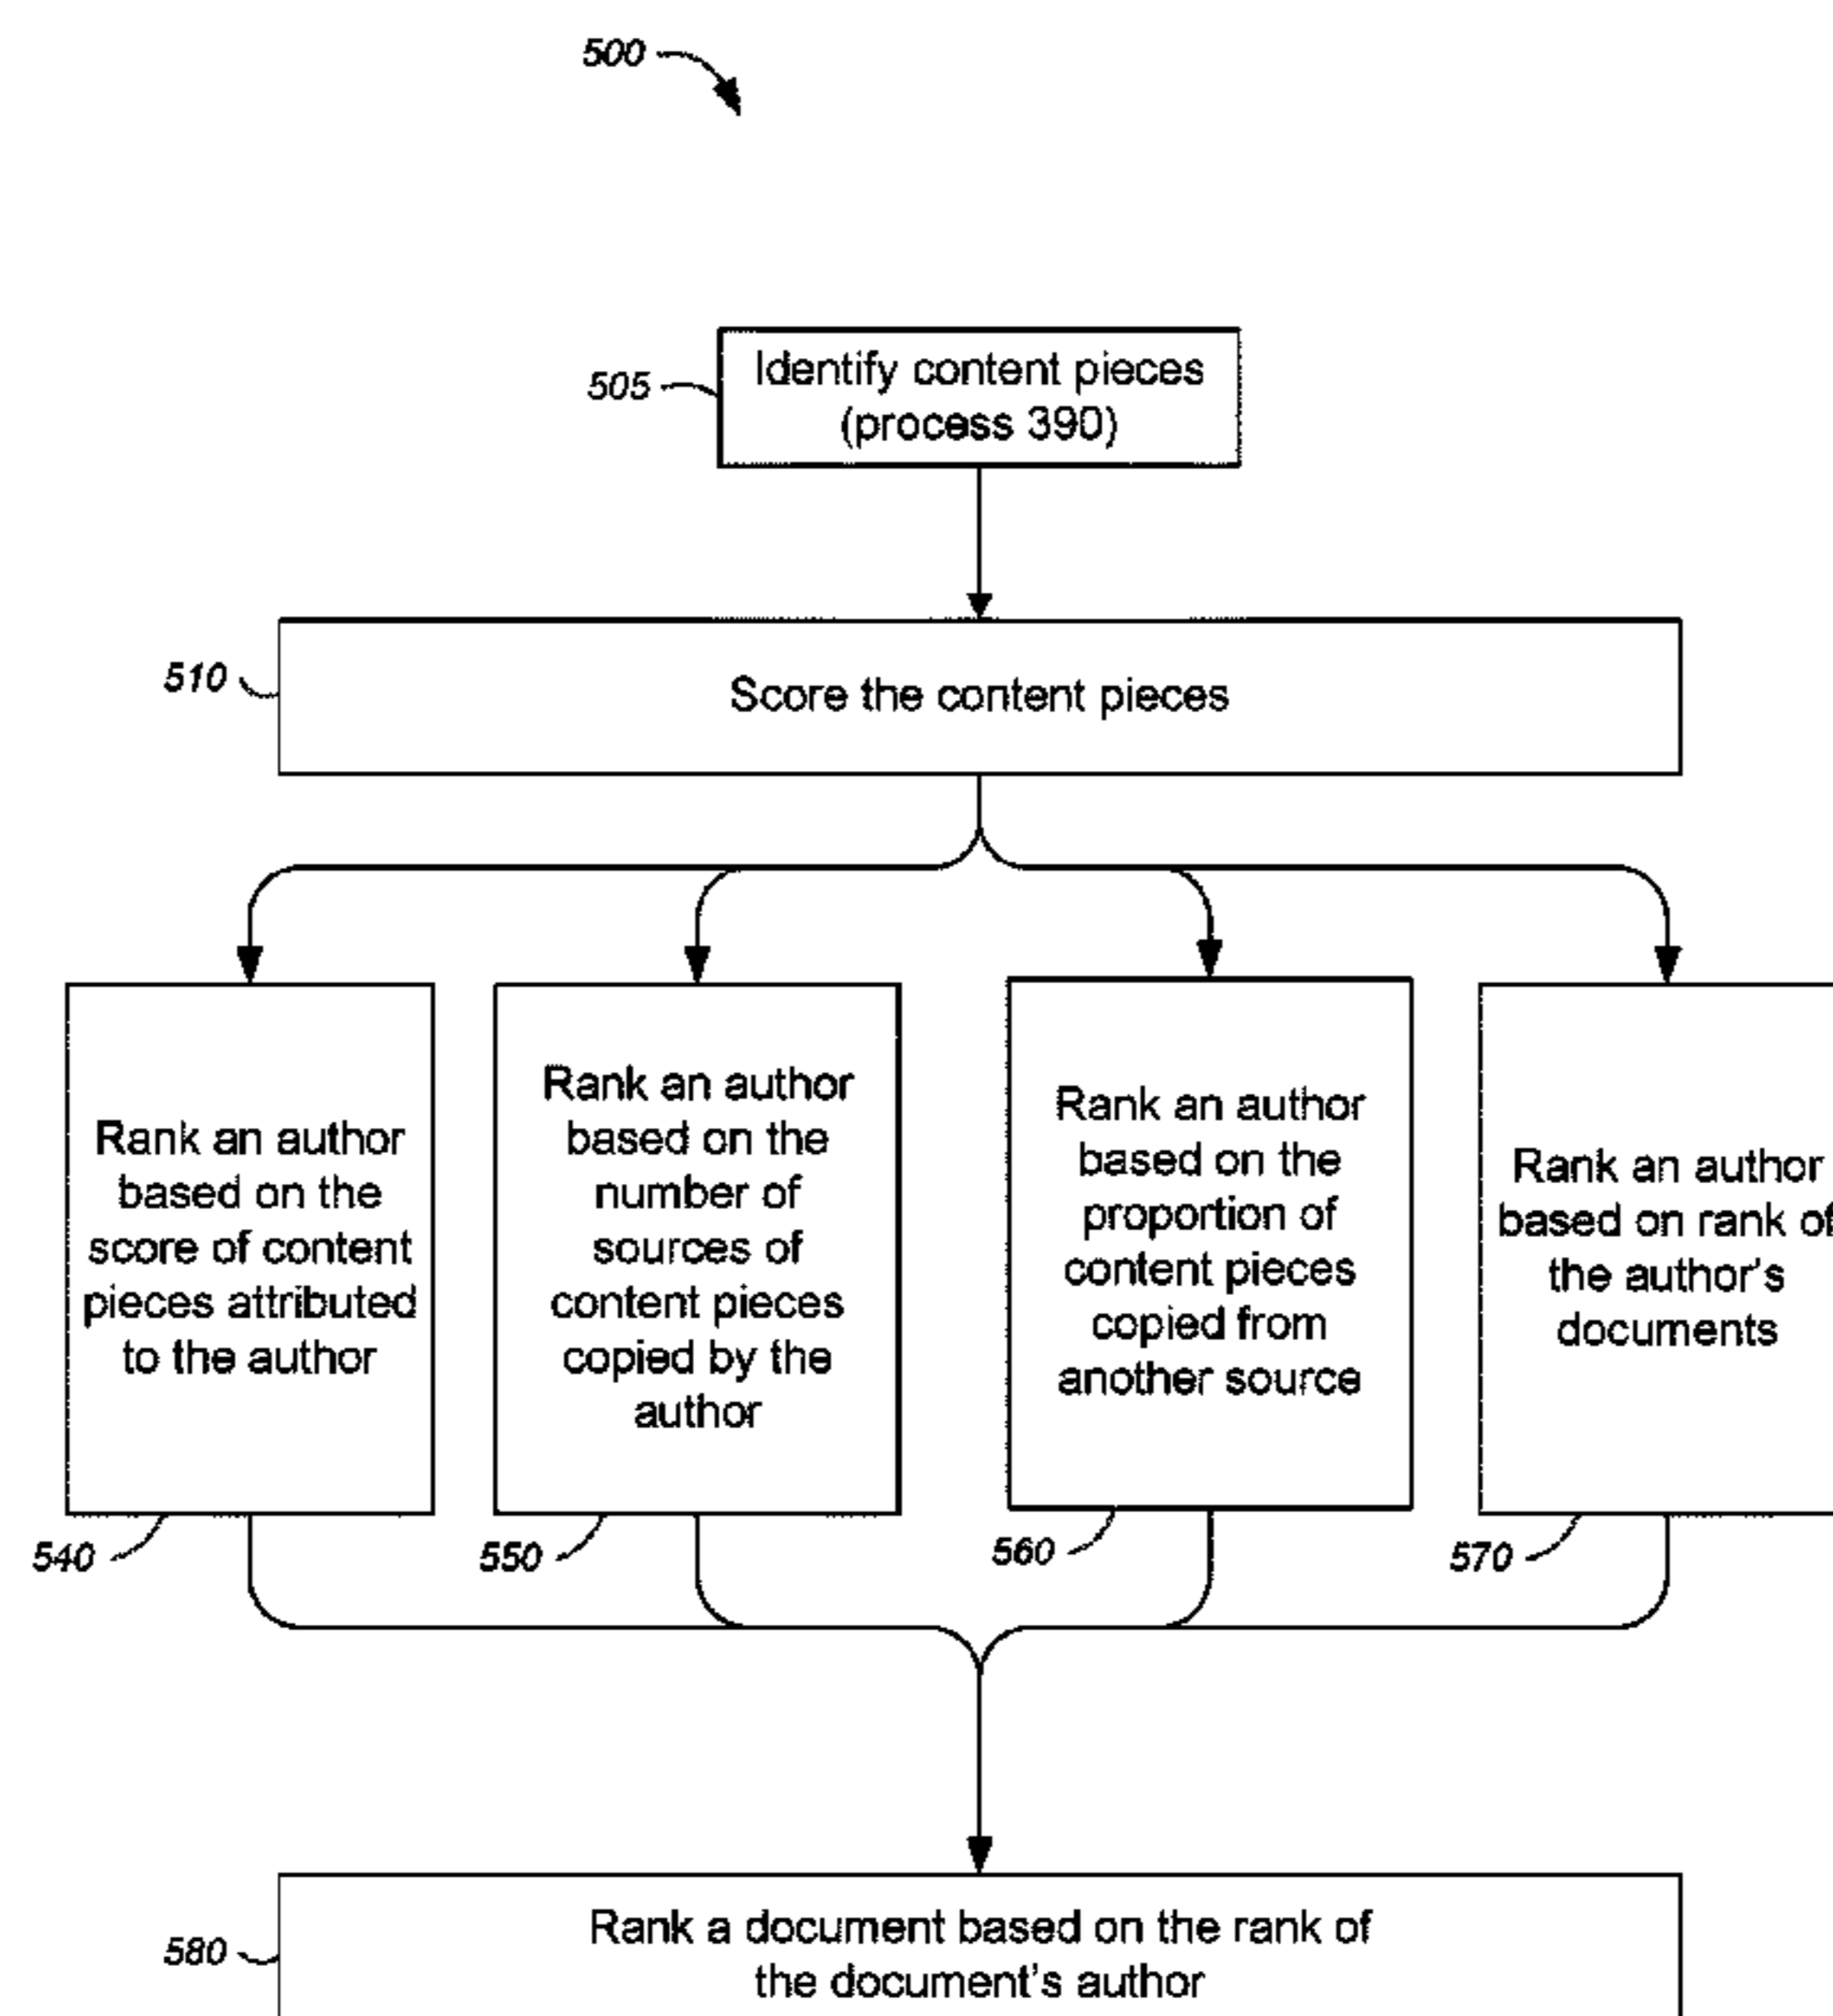 500
505
Identify content pieces
(process 390)
510
Score the content pieces
Rank an author
based on the
score of content
pieces attributed
to the author
540
Rank an author
based on the
number of
sources of
content pieces
copied by the
author
550
Rank an author
based on the
proportion of
content pieces
copied from
another source
560
Rank an author
based on rank of
the author's
documents
570
580
Rank a document based on the rank of
the document's author